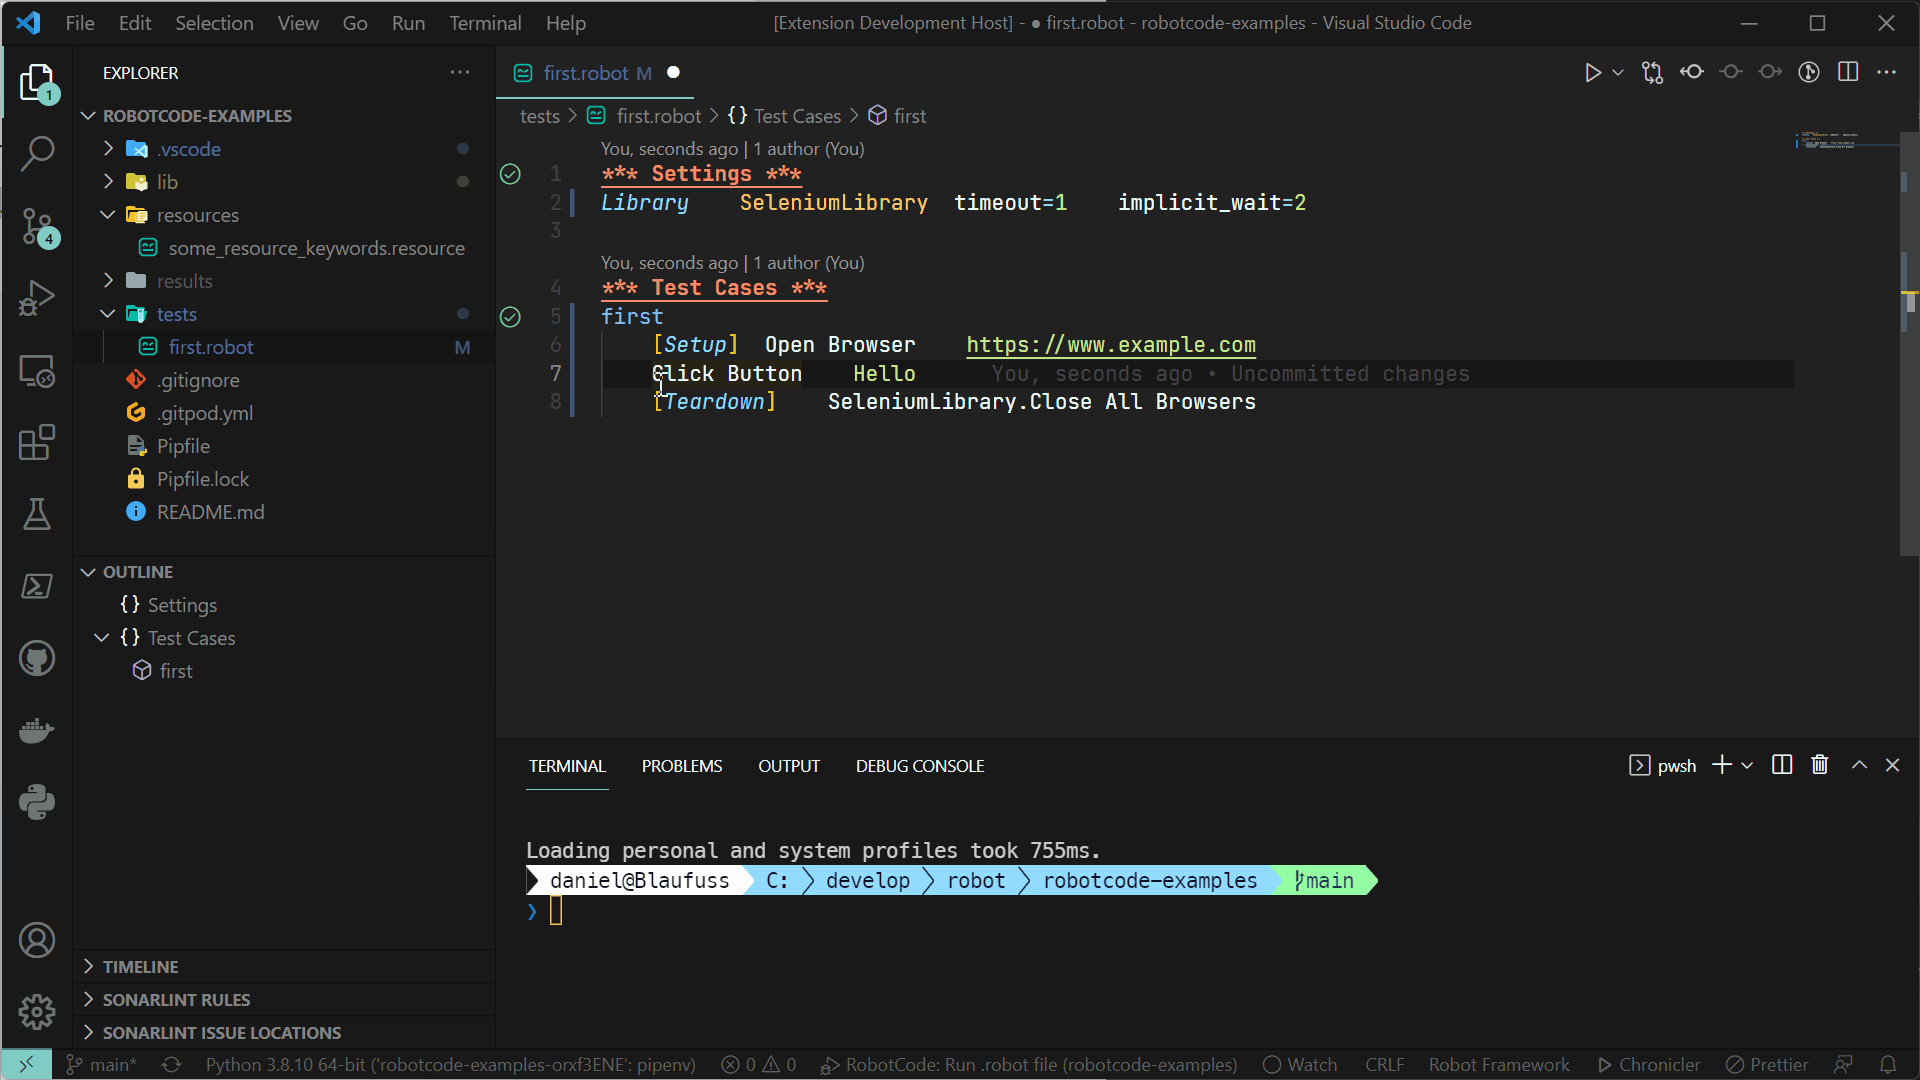 File Edit Selection View Go Run Terminal Help [Extension Development Host] - ● first.robot - robotcode-examples - Visual Studio Code
EXPLORER
first.robot M
ROBOTCODE-EXAMPLES
tests > first.robot > {} Test Cases > first
.vscode
lib
resources
some_resource_keywords.resource
results
tests
first.robot M
.gitignore
.gitpod.yml
Pipfile
Pipfile.lock
README.md
1
4
You, seconds ago | 1 author (You)
1 *** Settings ***
2 Library    SeleniumLibrary  timeout=1    implicit_wait=2
3
You, seconds ago | 1 author (You)
4 *** Test Cases ***
5 first
6 [Setup]  Open Browser    https://www.example.com
7 Click Button    Hello      You, seconds ago • Uncommitted changes
8 [Teardown]    SeleniumLibrary.Close All Browsers
OUTLINE
{} Settings
{} Test Cases
first
TIMELINE
SONARLINT RULES
SONARLINT ISSUE LOCATIONS
TERMINAL PROBLEMS OUTPUT DEBUG CONSOLE pwsh
Loading personal and system profiles took 755ms.
daniel@Blaufuss C: develop robot robotcode-examples main
❯
main* Python 3.8.10 64-bit ('robotcode-examples-orxf3ENE': pipenv) 0 0 RobotCode: Run .robot file (robotcode-examples) Watch CRLF Robot Framework Chronicler Prettier